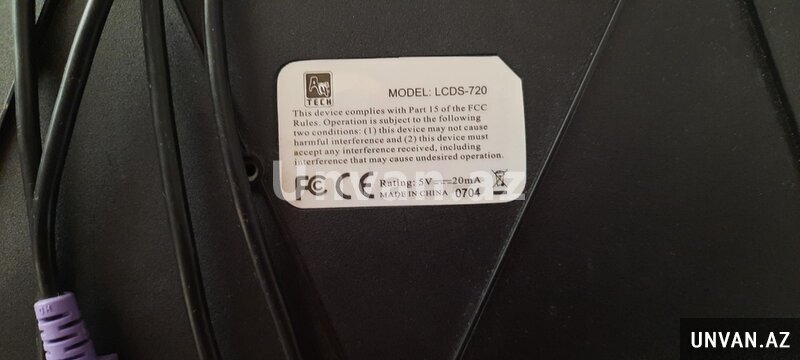 A4
TECH
MODEL: LCDS-720
This device complies with Part 15 of the FCC
Rules. Operation is subject to the following
two conditions: (1) this device may not cause
harmful interference and (2) this device must
accept any interference received, including
interference that may cause undesired operation.
FC CE Rating: 5V⎓20mA
MADE IN CHINA 0704
Unvan.az
UNVAN.AZ